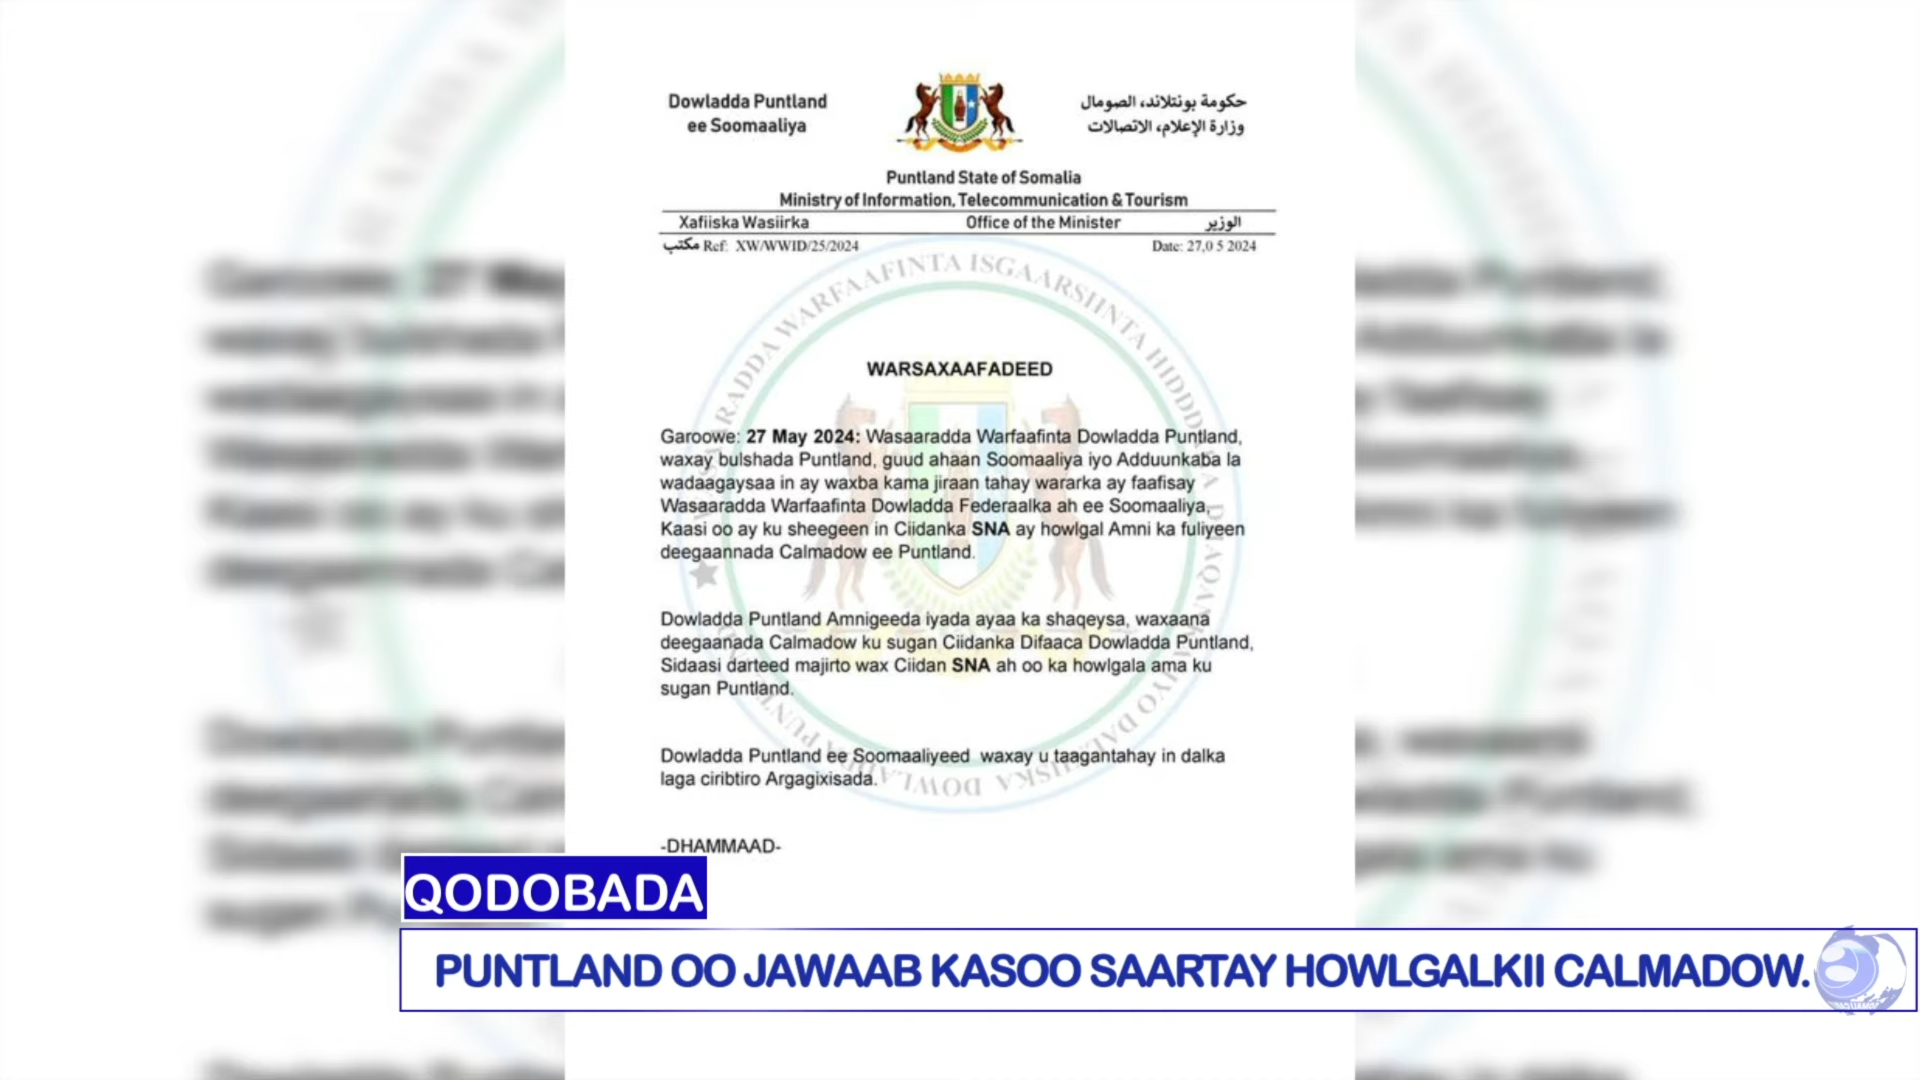 Dowladda Puntland
ee Soomaaliya
حكومة بونتلاند، الصومال
وزارة الإعلام، الاتصالات
Puntland State of Somalia
Ministry of Information, Telecommunication & Tourism
Xafiiska Wasiirka Office of the Minister الوزير
مكتب Ref: XW/WWID/25/2024 Date: 27,0 5 2024
WARSAXAAFADEED
Garoowe: 27 May 2024: Wasaaradda Warfaafinta Dowladda Puntland,
waxay bulshada Puntland, guud ahaan Soomaaliya iyo Adduunkaba la
wadaagaysaa in ay waxba kama jiraan tahay wararka ay faafisay
Wasaaradda Warfaafinta Dowladda Federaalka ah ee Soomaaliya,
Kaasi oo ay ku sheegeen in Ciidanka SNA ay howlgal Amni ka fuliyeen
deegaannada Calmadow ee Puntland.
Dowladda Puntland Amnigeeda iyada ayaa ka shaqeysa, waxaana
deegaanada Calmadow ku sugan Ciidanka Difaaca Dowladda Puntland,
Sidaasi darteed majirto wax Ciidan SNA ah oo ka howlgala ama ku
sugan Puntland.
Dowladda Puntland ee Soomaaliyeed waxay u taagantahay in dalka
laga ciribtiro Argagixisada.
-DHAMMAAD-
QODOBADA
PUNTLAND OO JAWAAB KASOO SAARTAY HOWLGALKII CALMADOW.